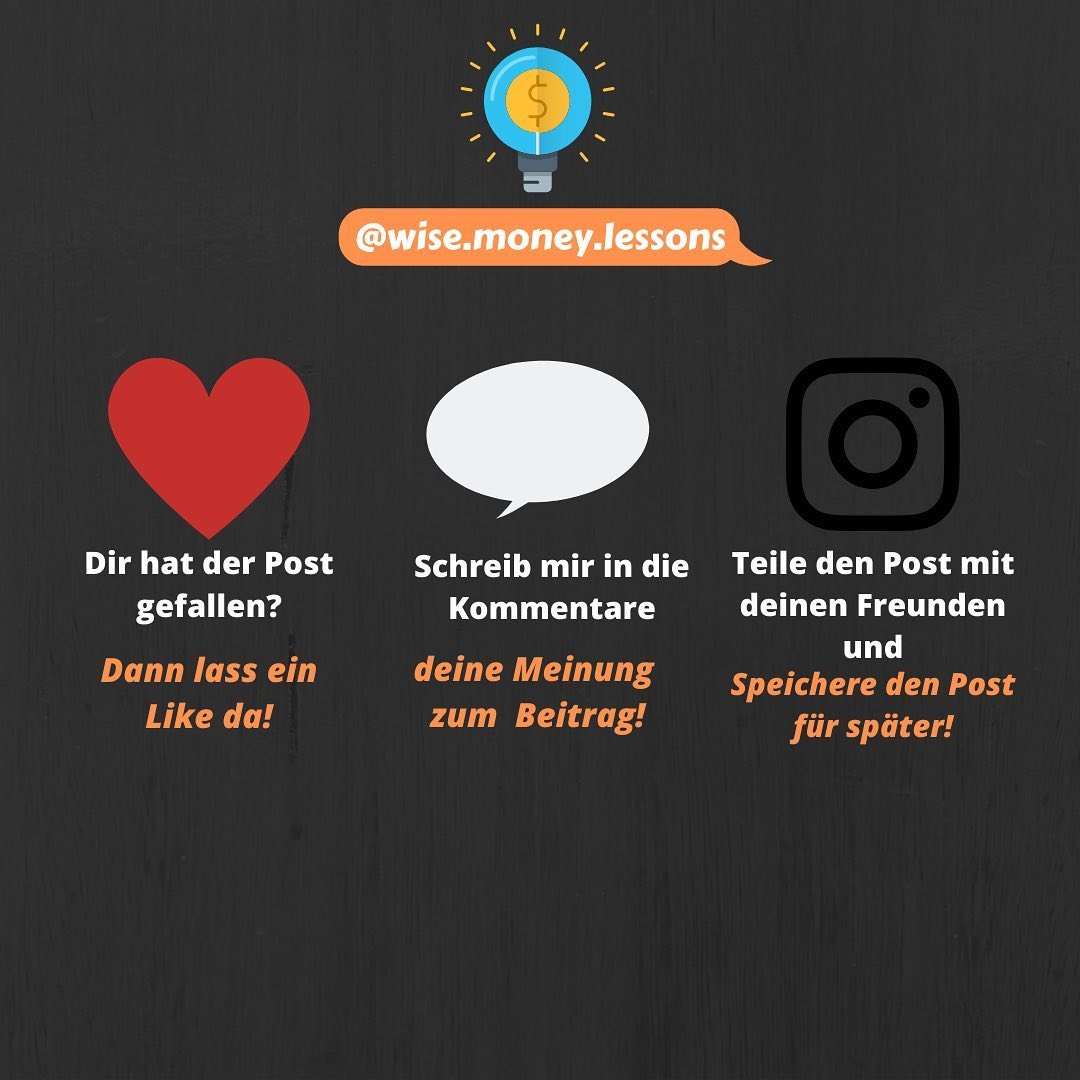 @wise.money.lessons
Dir hat der Post
gefallen?
Dann lass ein
Like da!
Schreib mir in die
Kommentare
deine Meinung
zum Beitrag!
Teile den Post mit
deinen Freunden
und
Speichere den Post
für später!